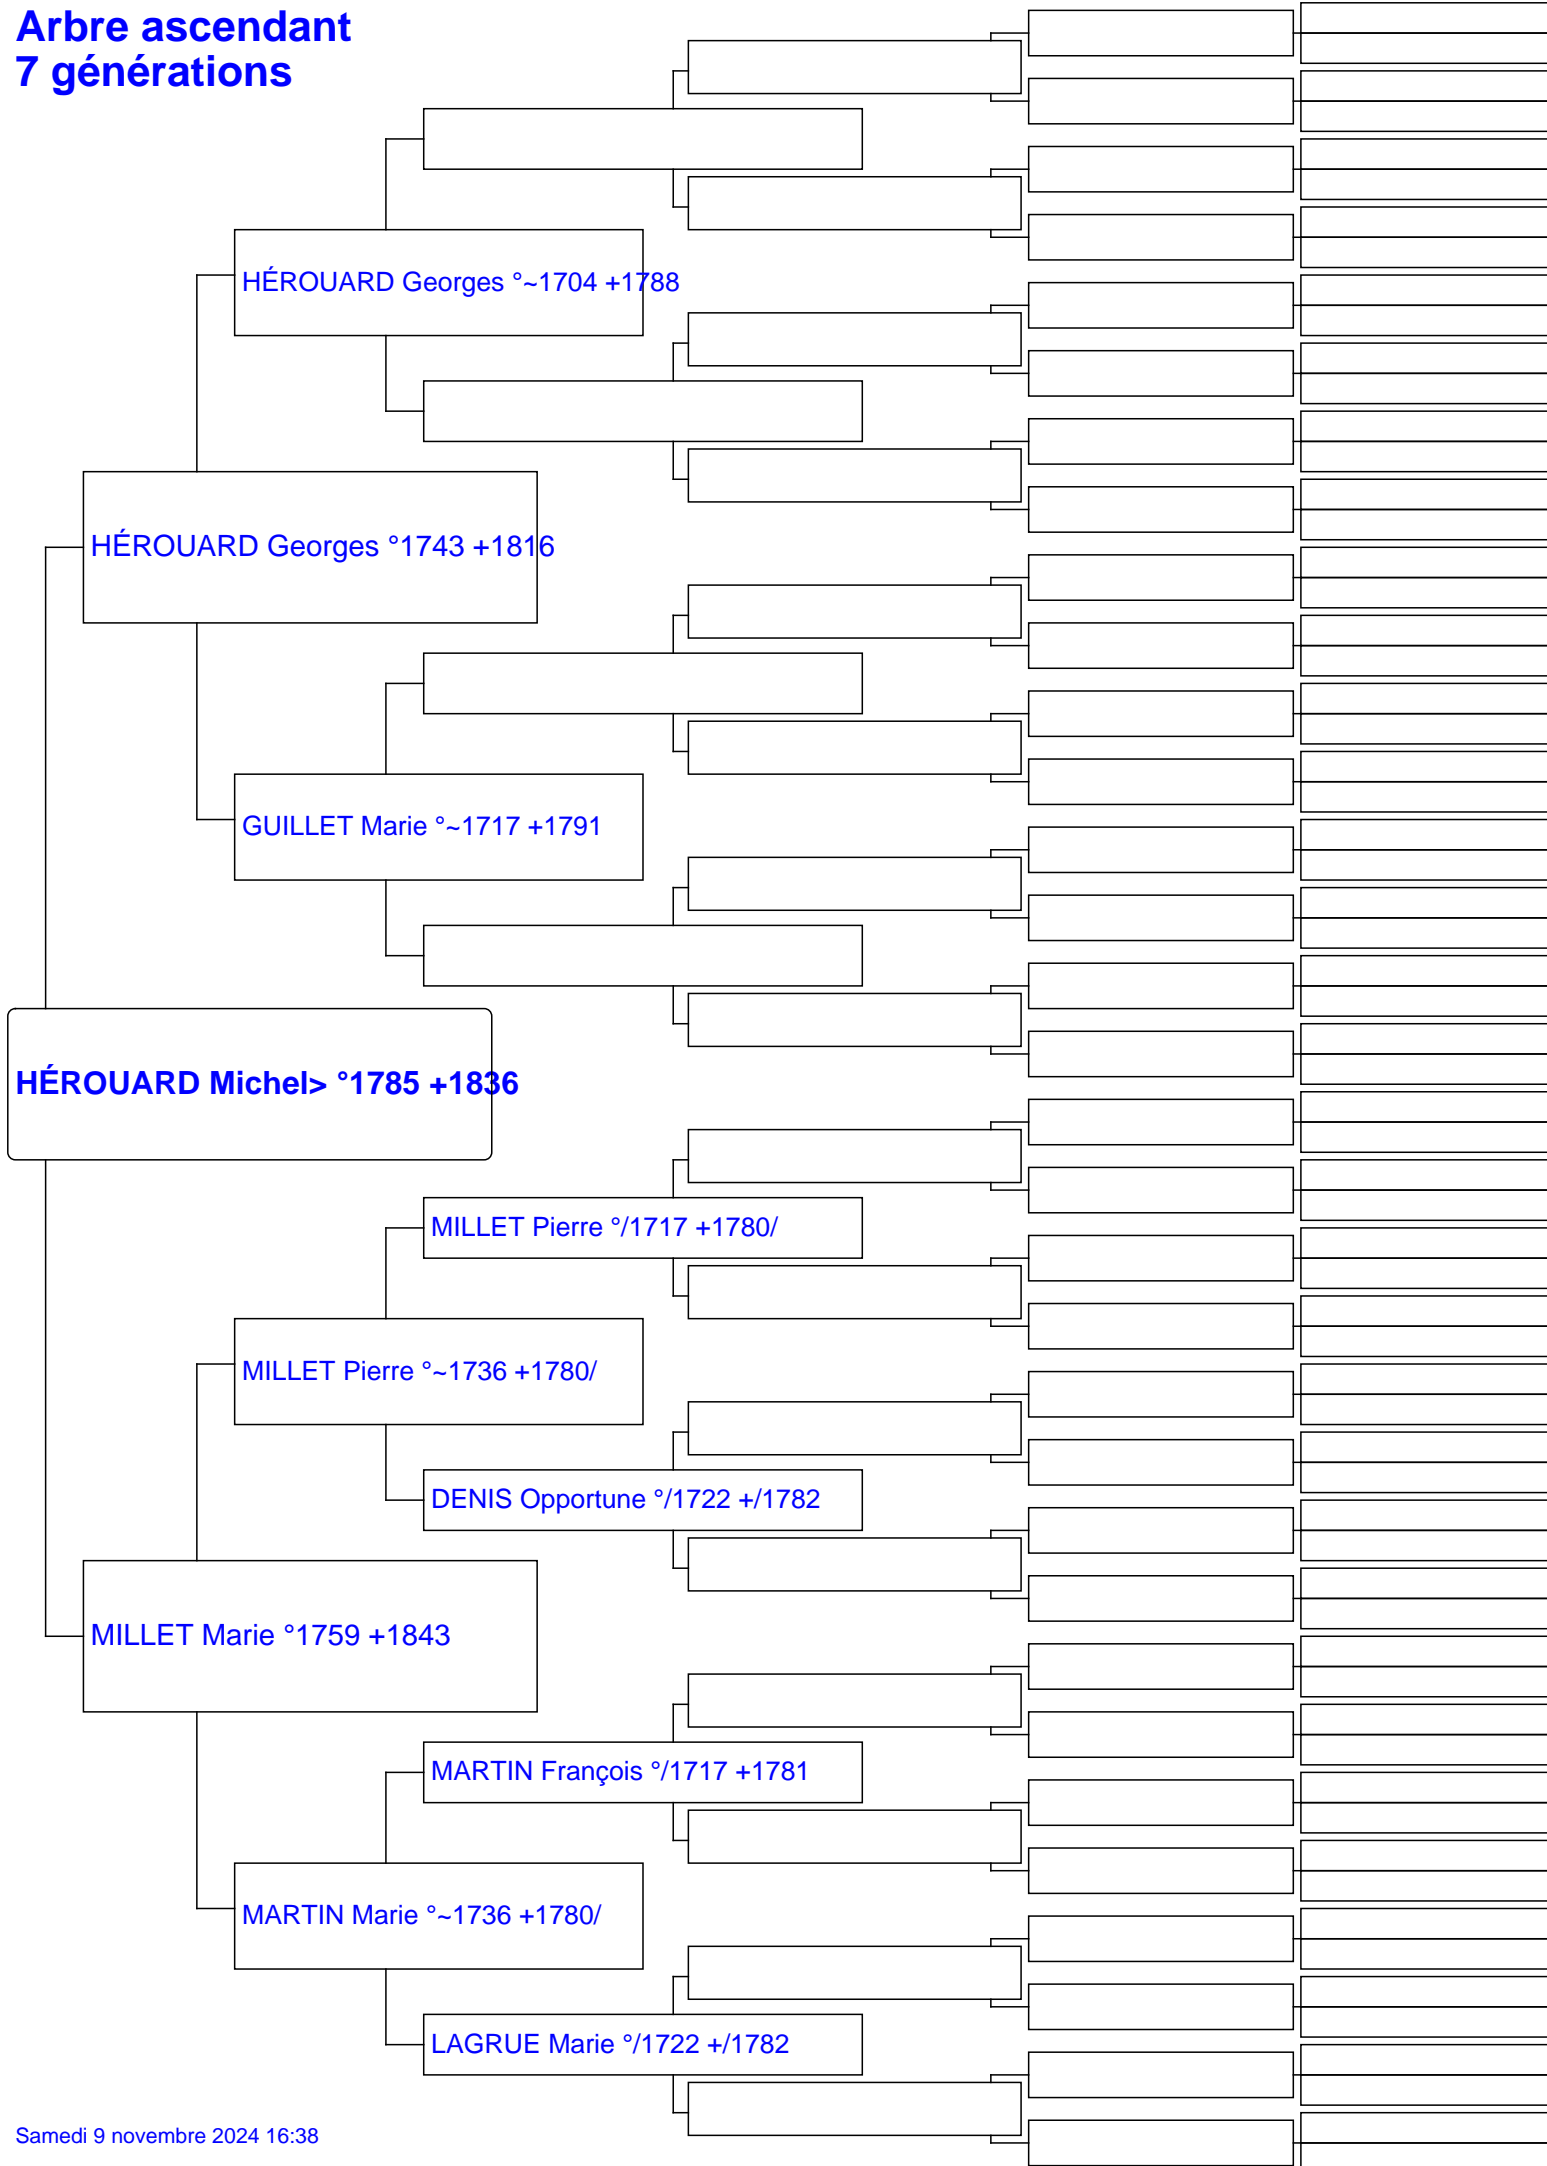 Arbre ascendant
7 générations
HÉROUARD Georges °~1704 +1788
HÉROUARD Georges °1743 +1816
GUILLET Marie °~1717 +1791
HÉROUARD Michel> °1785 +1836
MILLET Pierre °/1717 +1780/
MILLET Pierre °~1736 +1780/
DENIS Opportune °/1722 +/1782
MILLET Marie °1759 +1843
MARTIN François °/1717 +1781
MARTIN Marie °~1736 +1780/
LAGRUE Marie °/1722 +/1782
Samedi 9 novembre 2024 16:38